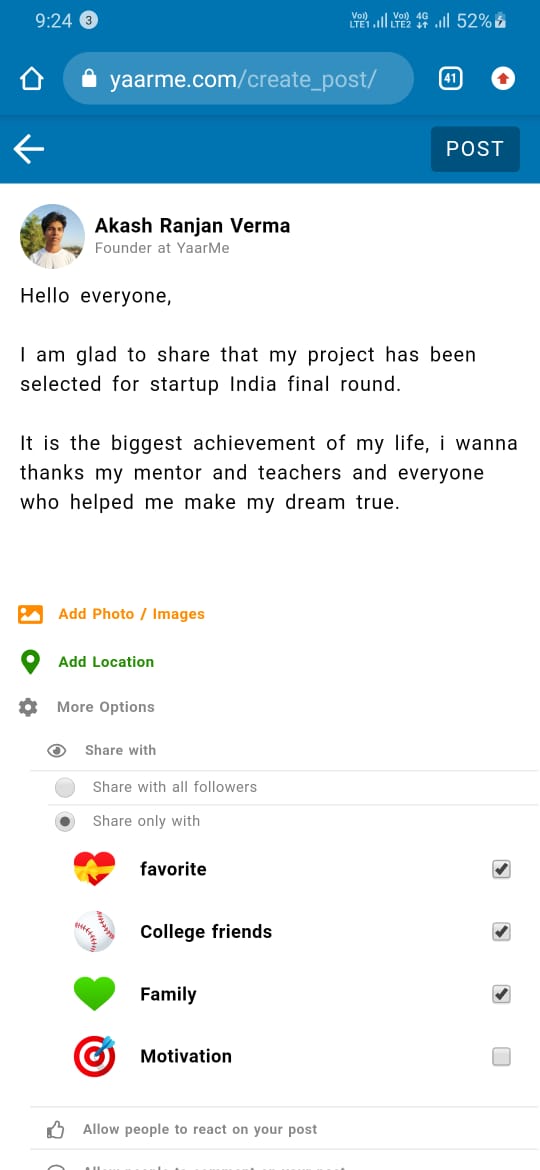 9:24 3 Vo) LTE1 Vo) LTE2 4G 52%
yaarme.com/create_post/ 41
POST
Akash Ranjan Verma
Founder at YaarMe
Hello everyone,
I am glad to share that my project has been
selected for startup India final round.
It is the biggest achievement of my life, i wanna
thanks my mentor and teachers and everyone
who helped me make my dream true.
Add Photo / Images
Add Location
More Options
Share with
Share with all followers
Share only with
favorite
College friends
Family
Motivation
Allow people to react on your post